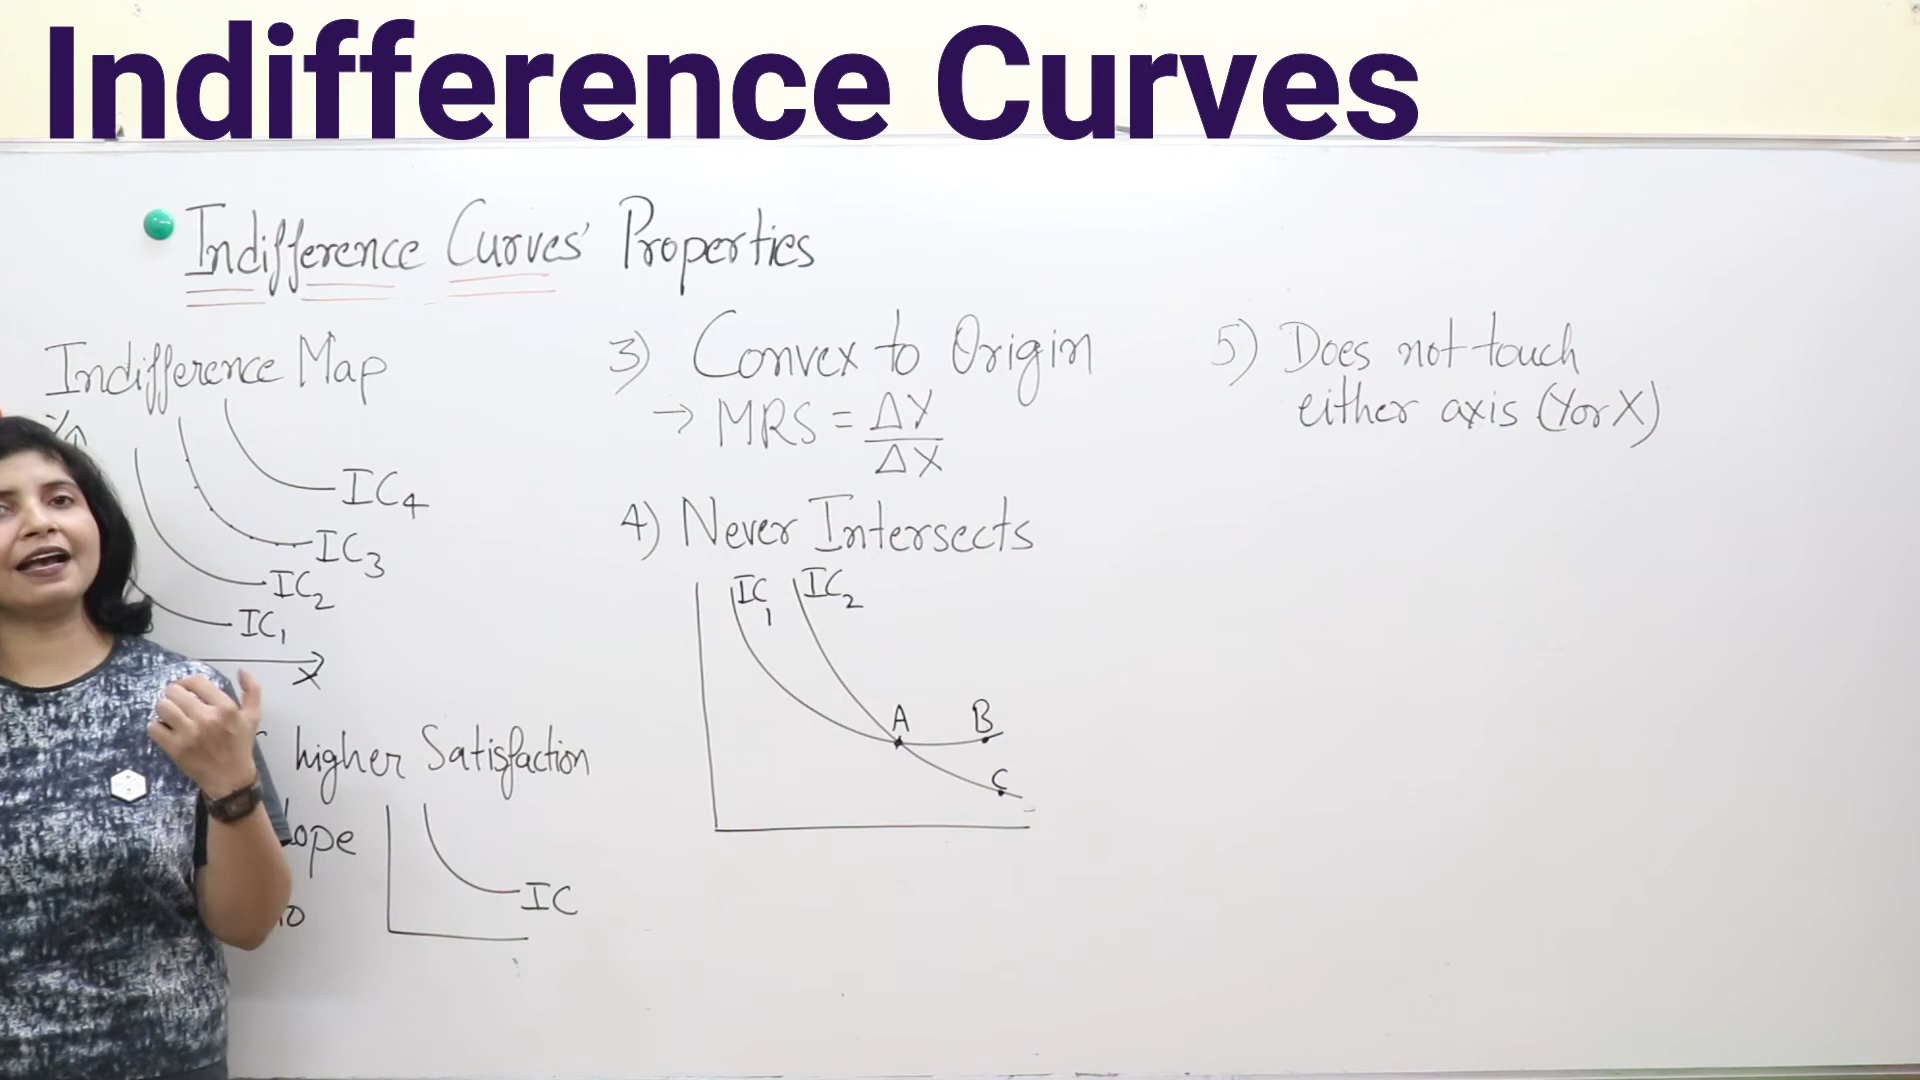 Indifference Curves
Indifference Curves' Properties
Indifference Map
IC4
IC3
IC2
IC1
X
higher Satisfaction
IC
3) Convex to Origin
→ MRS = ΔY
ΔX
4) Never Intersects
IC1 IC2
A B
C
5) Does not touch
either axis (Y or X)